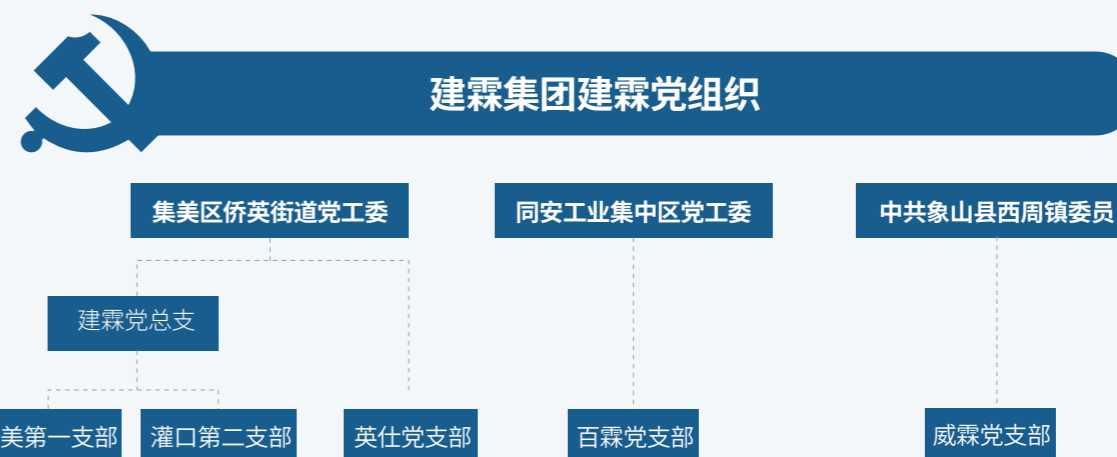 建霖集团建霖党组织
集美区侨英街道党工委
同安工业集中区党工委
中共象山县西周镇委员
建霖党总支
美第一支部
灌口第二支部
英仕党支部
百霖党支部
威霖党支部